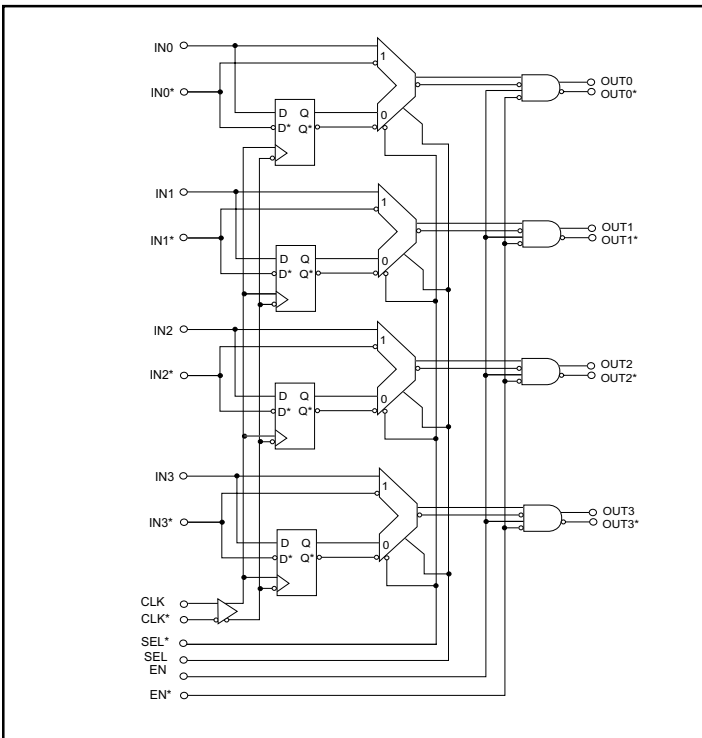 IN0
1
OUT0
IN0*
OUT0*
D Q 0
D* Q*
IN1
1
OUT1
IN1*
OUT1*
D Q 0
D* Q*
IN2
1
OUT2
IN2*
OUT2*
D Q 0
D* Q*
IN3
1
OUT3
IN3*
OUT3*
D Q 0
D* Q*
CLK
CLK*
SEL*
SEL
EN
EN*